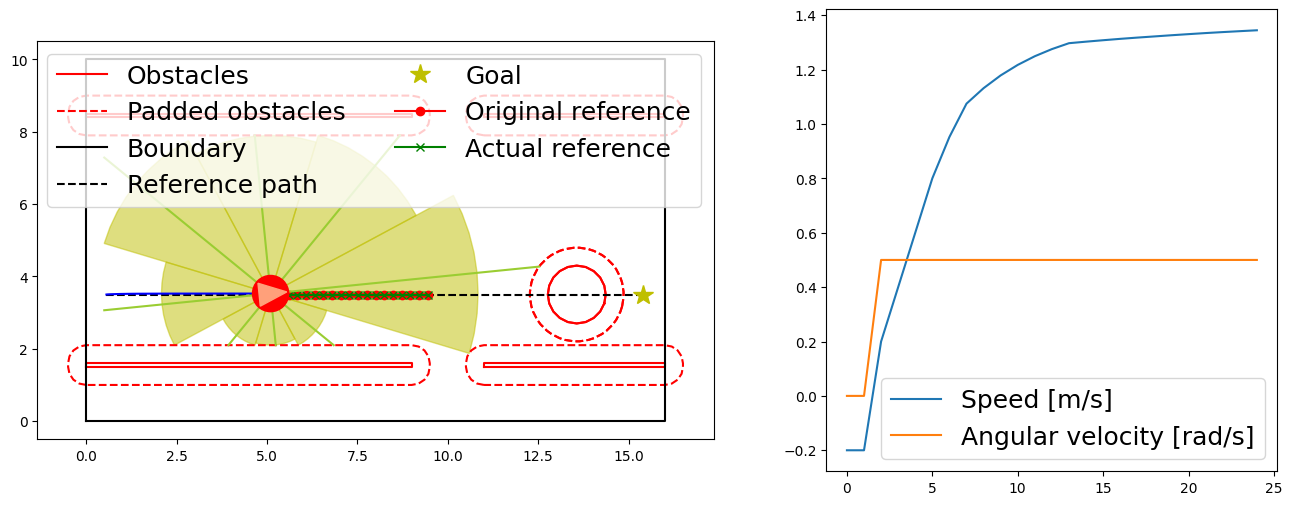 Obstacles
Padded obstacles
Boundary
Reference path
Goal
Original reference
Actual reference
10
8
6
4
2
0
0.0 2.5 5.0 7.5 10.0 12.5 15.0
1.4
1.2
1.0
0.8
0.6
0.4
0.2
0.0
−0.2
Speed [m/s]
Angular velocity [rad/s]
0 5 10 15 20 25